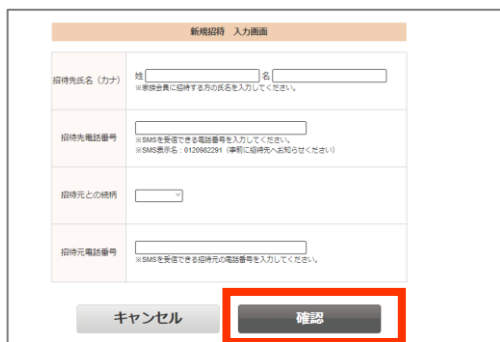 新規招待 入力画面
招待先氏名（カナ） 姓 名
※家族会員に招待する方の氏名を入力してください。
招待先電話番号
※SMSを受信できる電話番号を入力してください。
※SMS表示名：0120982291（事前に招待先へお知らせください）
招待元との続柄
招待元電話番号
※SMSを受信できる招待元の電話番号を入力してください。
キャンセル 確認